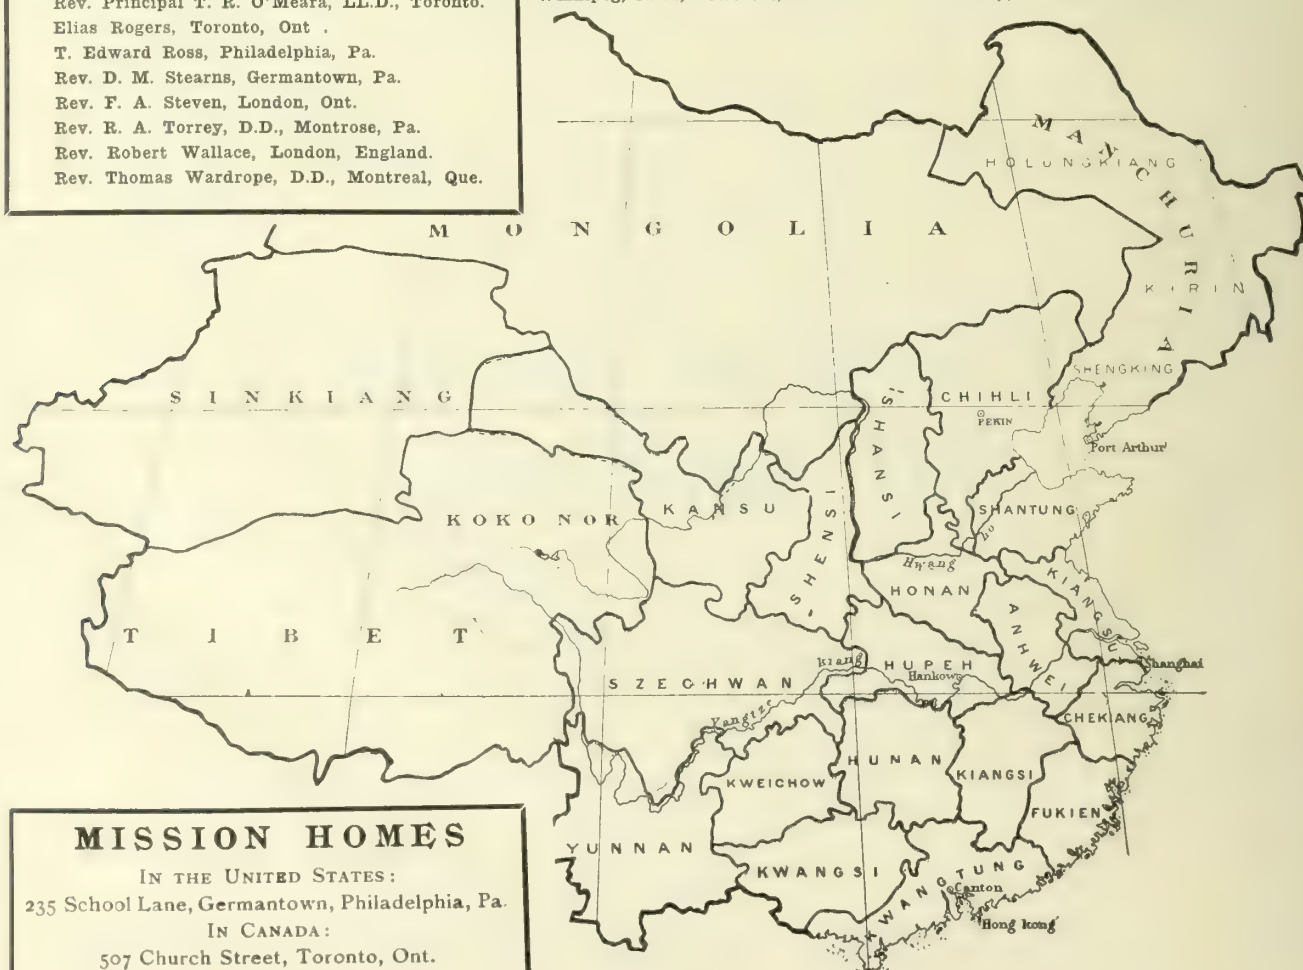 Rev. Principal T. R. O'Meara, LL.D., Toronto.
Elias Rogers, Toronto, Ont .
T. Edward Ross, Philadelphia, Pa.
Rev. D. M. Stearns, Germantown, Pa.
Rev. F. A. Steven, London, Ont.
Rev. R. A. Torrey, D.D., Montrose, Pa.
Rev. Robert Wallace, London, England.
Rev. Thomas Wardrope, D.D., Montreal, Que.
MANCHURIA
HOLUNGKIANG
MONGOLIA
KIRIN
SHENGKING
SINKIANG
CHIHLI
PEKIN
SHANSI
Port Arthur
KOKO NOR
KANSU
SHANTUNG
SHENSI
Hwang
ho
HONAN
KIANGSU
ANHWEI
TIBET
SZECHWAN
Kiang
HUPEH
Hankow
Shanghai
Yangtze
CHEKIANG
HUNAN
KIANGSI
KWEICHOW
FUKIEN
YUNNAN
KWANGSI
KWANGTUNG
Canton
Hong kong
MISSION HOMES
IN THE UNITED STATES:
235 School Lane, Germantown, Philadelphia, Pa.
IN CANADA:
507 Church Street, Toronto, Ont.